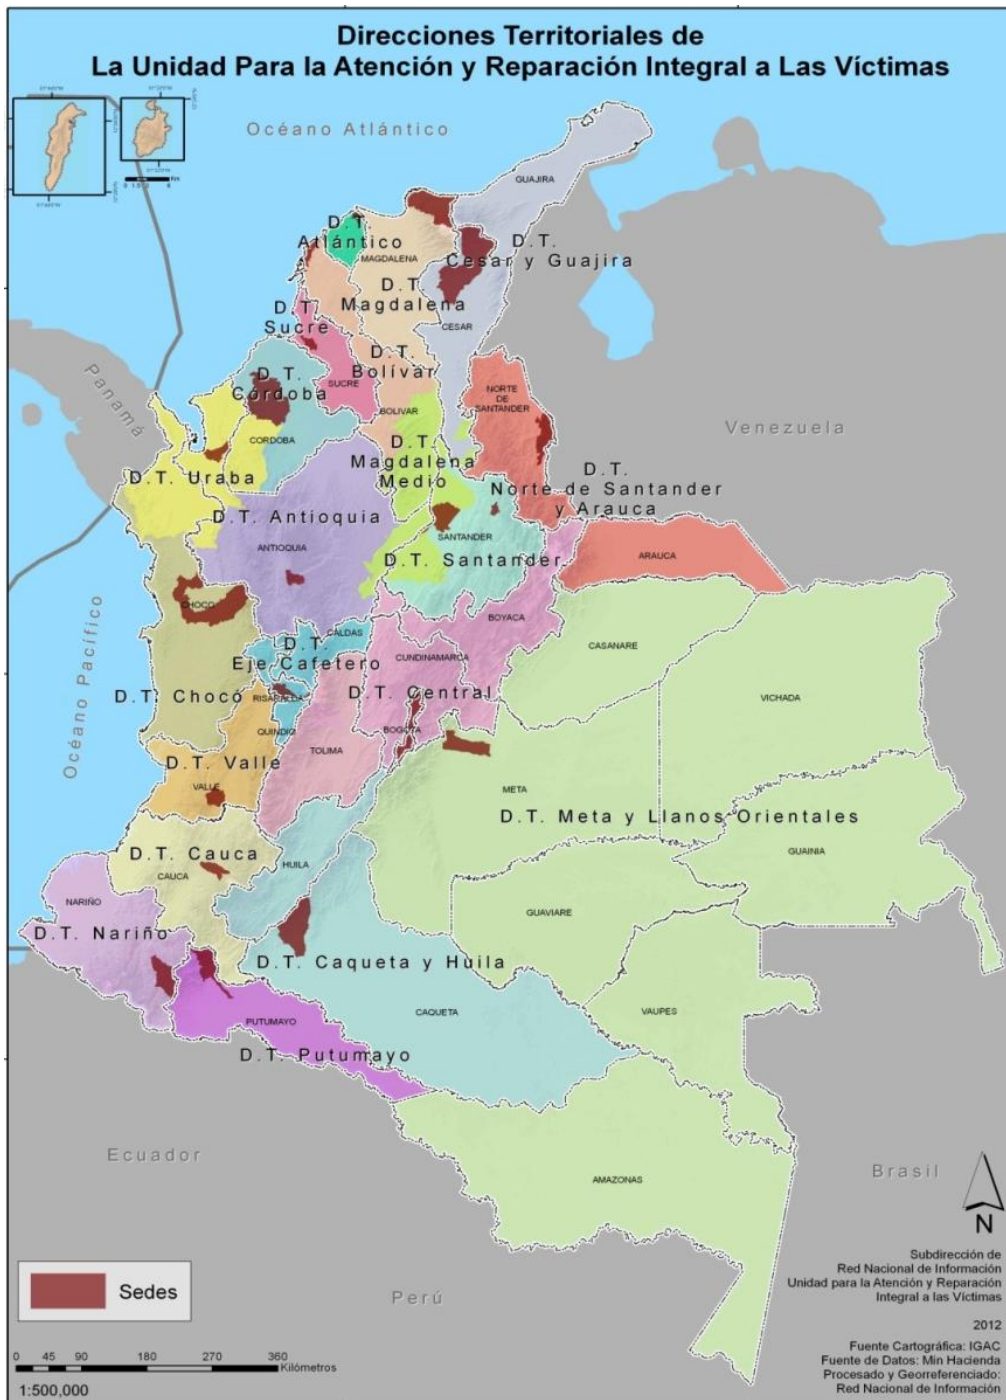 Direcciones Territoriales de
La Unidad Para la Atención y Reparación Integral a Las Víctimas
Océano Atlántico
GUAJIRA
D.T.
Atlántico
MAGDALENA
D.T.
Cesar y Guajira
D.T
Magdalena
CESAR
D.T
Sucre
SUCRE
D.T.
Bolívar
BOLIVAR
D.T.
Córdoba
CORDOBA
NORTE
DE
SANTANDER
Panamá
Venezuela
D.T.
Magdalena
Medio
D.T. Uraba
D.T.
Norte de Santander
y Arauca
D.T. Antioquia
ANTIOQUIA
SANTANDER
D.T. Santander
ARAUCA
CHOCO
BOYACA
CALDAS
D.T.
Eje Cafetero
CUNDINAMARCA
CASANARE
Océano Pacífico
D.T. Chocó
RISARALDA
D.T. Central
VICHADA
QUINDIO
BOGOTA
TOLIMA
D.T. Valle
VALLE
META
D.T. Meta y Llanos Orientales
D.T. Cauca
CAUCA
HUILA
GUAINIA
NARIÑO
D.T. Nariño
GUAVIARE
D.T. Caqueta y Huila
CAQUETA
VAUPES
PUTUMAYO
D.T. Putumayo
Ecuador
Brasil
AMAZONAS
Perú
N
Sedes
0 45 90 180 270 360
Kilómetros
1:500,000
Subdirección de
Red Nacional de Información
Unidad para la Atención y Reparación
Integral a las Víctimas
2012
Fuente Cartográfica: IGAC
Fuente de Datos: Min Hacienda
Procesado y Georreferenciado:
Red Nacional de Información